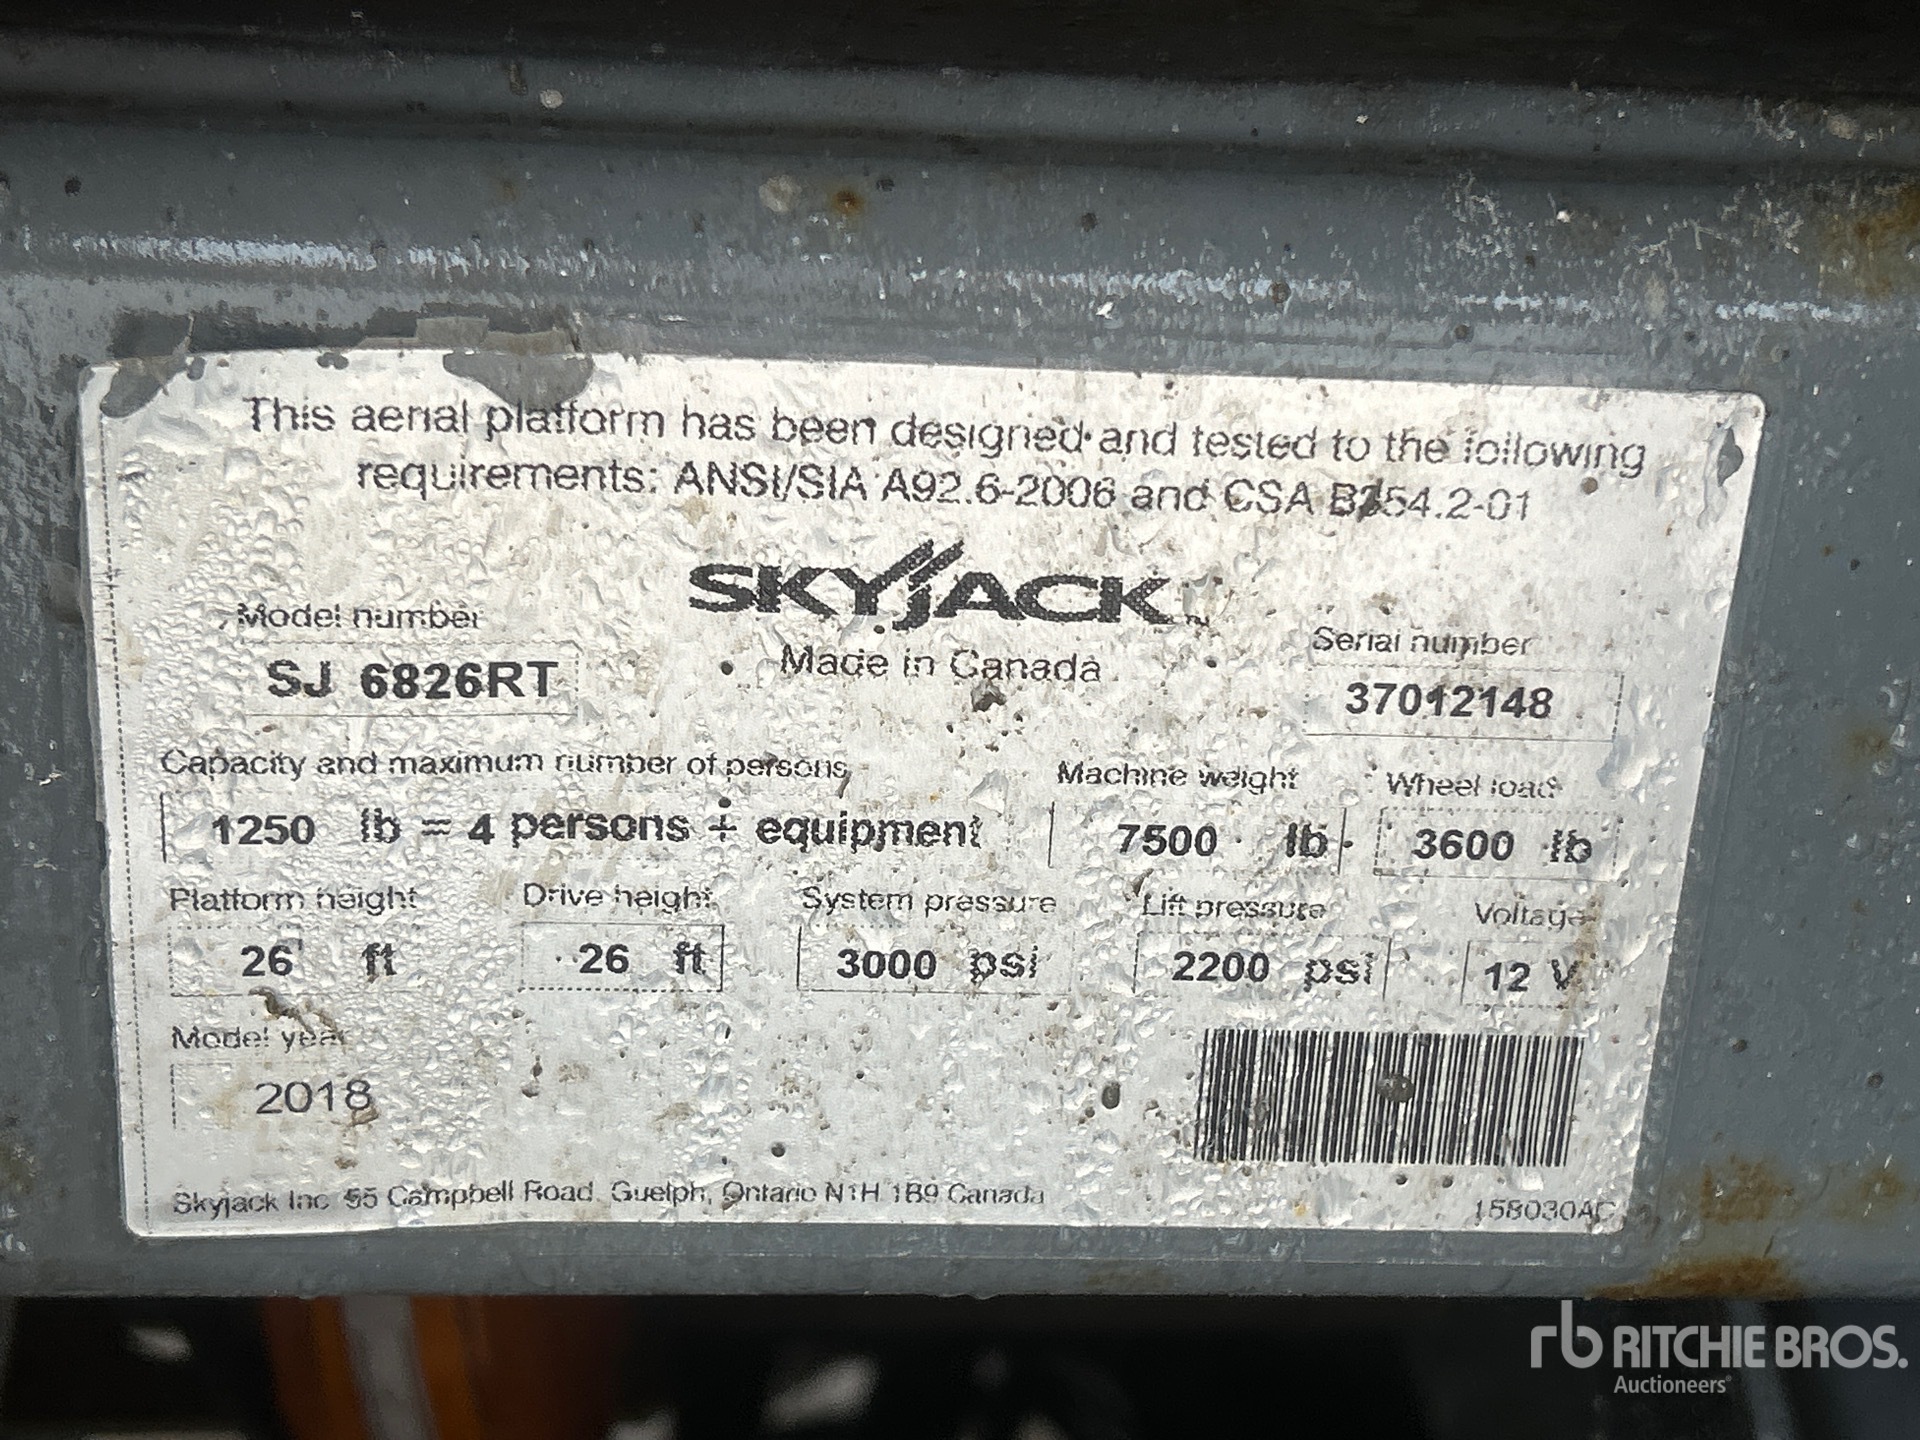 This aerial platform has been designed and tested to the following
requirements: ANSI/SIA A92.6-2006 and CSA B354.2-01
SKYJACK™
Made in Canada
Model number
SJ 6826RT
Serial number
37012148
Capacity and maximum number of persons
1250 lb = 4 persons + equipment
Machine weight
7500 lb
Wheel load
3600 lb
Platform height
26 ft
Drive height
26 ft
System pressure
3000 psi
Lift pressure
2200 psi
Voltage
12 V
Model year
2018
Skyjack Inc. 55 Campbell Road, Guelph, Ontario N1H 1B9 Canada
158030AC
rb RITCHIE BROS.
Auctioneers